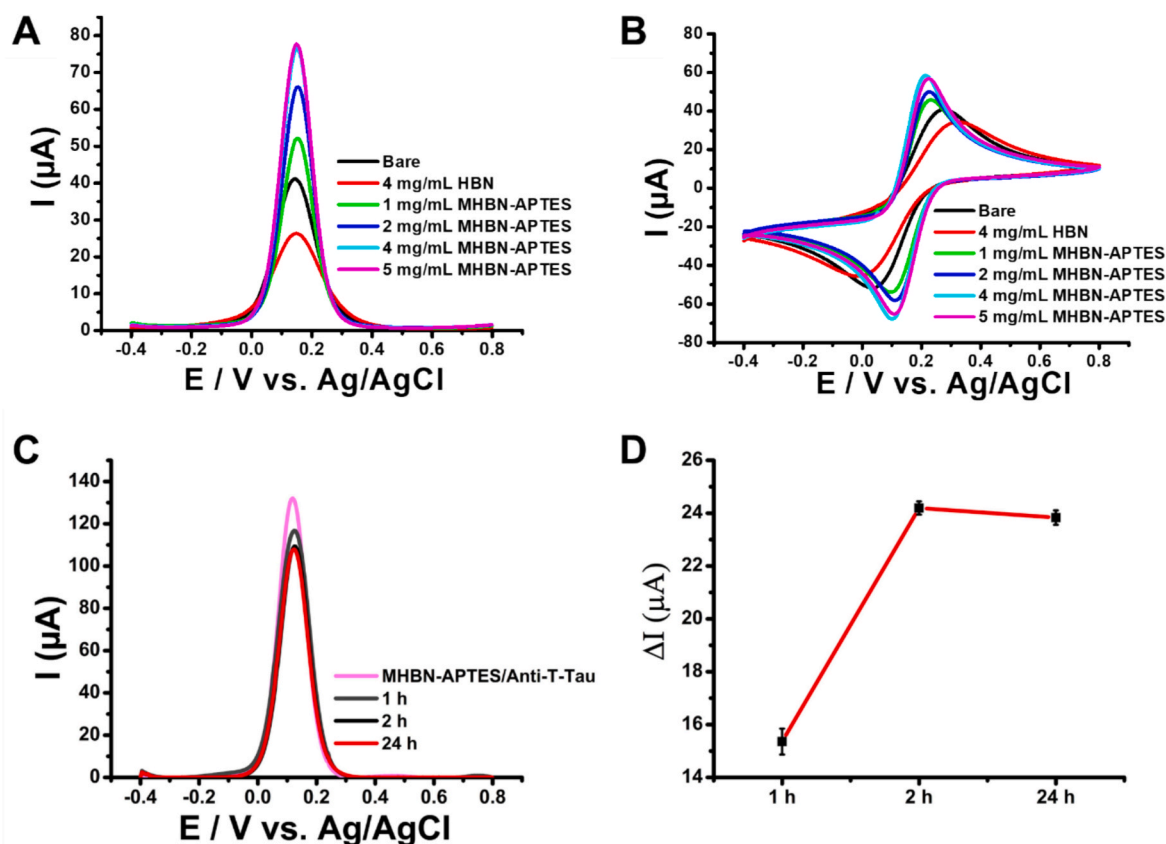 A
80
70
60
50
40
30
20
10
0
I (µA)
Bare
4 mg/mL HBN
1 mg/mL MHBN-APTES
2 mg/mL MHBN-APTES
4 mg/mL MHBN-APTES
5 mg/mL MHBN-APTES
-0.4 -0.2 0.0 0.2 0.4 0.6 0.8
E / V vs. Ag/AgCl
B
80
60
40
20
0
-20
-40
-60
-80
I (µA)
Bare
4 mg/mL HBN
1 mg/mL MHBN-APTES
2 mg/mL MHBN-APTES
4 mg/mL MHBN-APTES
5 mg/mL MHBN-APTES
-0.4 -0.2 0.0 0.2 0.4 0.6 0.8
E / V vs. Ag/AgCl
C
140
120
100
80
60
40
20
0
I (µA)
MHBN-APTES/Anti-T-Tau
1 h
2 h
24 h
-0.4 -0.2 0.0 0.2 0.4 0.6 0.8
E / V vs. Ag/AgCl
D
26
24
22
20
18
16
14
ΔI (µA)
1 h 2 h 24 h